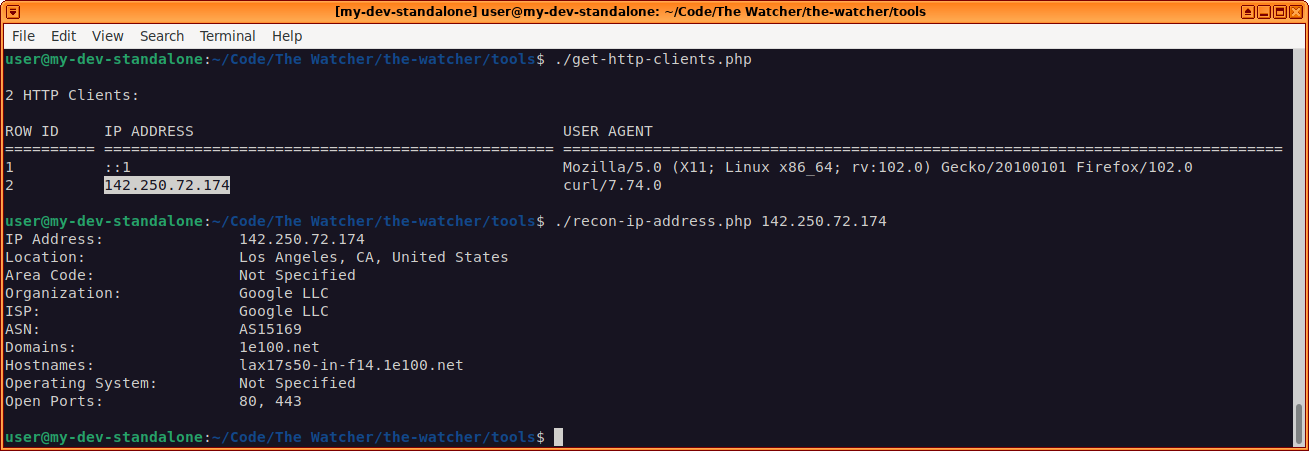 [my-dev-standalone] user@my-dev-standalone: ~/Code/The Watcher/the-watcher/tools
File Edit View Search Terminal Help
user@my-dev-standalone:~/Code/The Watcher/the-watcher/tools$ ./get-http-clients.php
2 HTTP Clients:
ROW ID     IP ADDRESS                                         USER AGENT
========== ================================================== ================================================================================
1          ::1                                                Mozilla/5.0 (X11; Linux x86_64; rv:102.0) Gecko/20100101 Firefox/102.0
2          142.250.72.174                                     curl/7.74.0
user@my-dev-standalone:~/Code/The Watcher/the-watcher/tools$ ./recon-ip-address.php 142.250.72.174
IP Address:               142.250.72.174
Location:                 Los Angeles, CA, United States
Area Code:                Not Specified
Organization:             Google LLC
ISP:                      Google LLC
ASN:                      AS15169
Domains:                  1e100.net
Hostnames:                lax17s50-in-f14.1e100.net
Operating System:         Not Specified
Open Ports:               80, 443
user@my-dev-standalone:~/Code/The Watcher/the-watcher/tools$